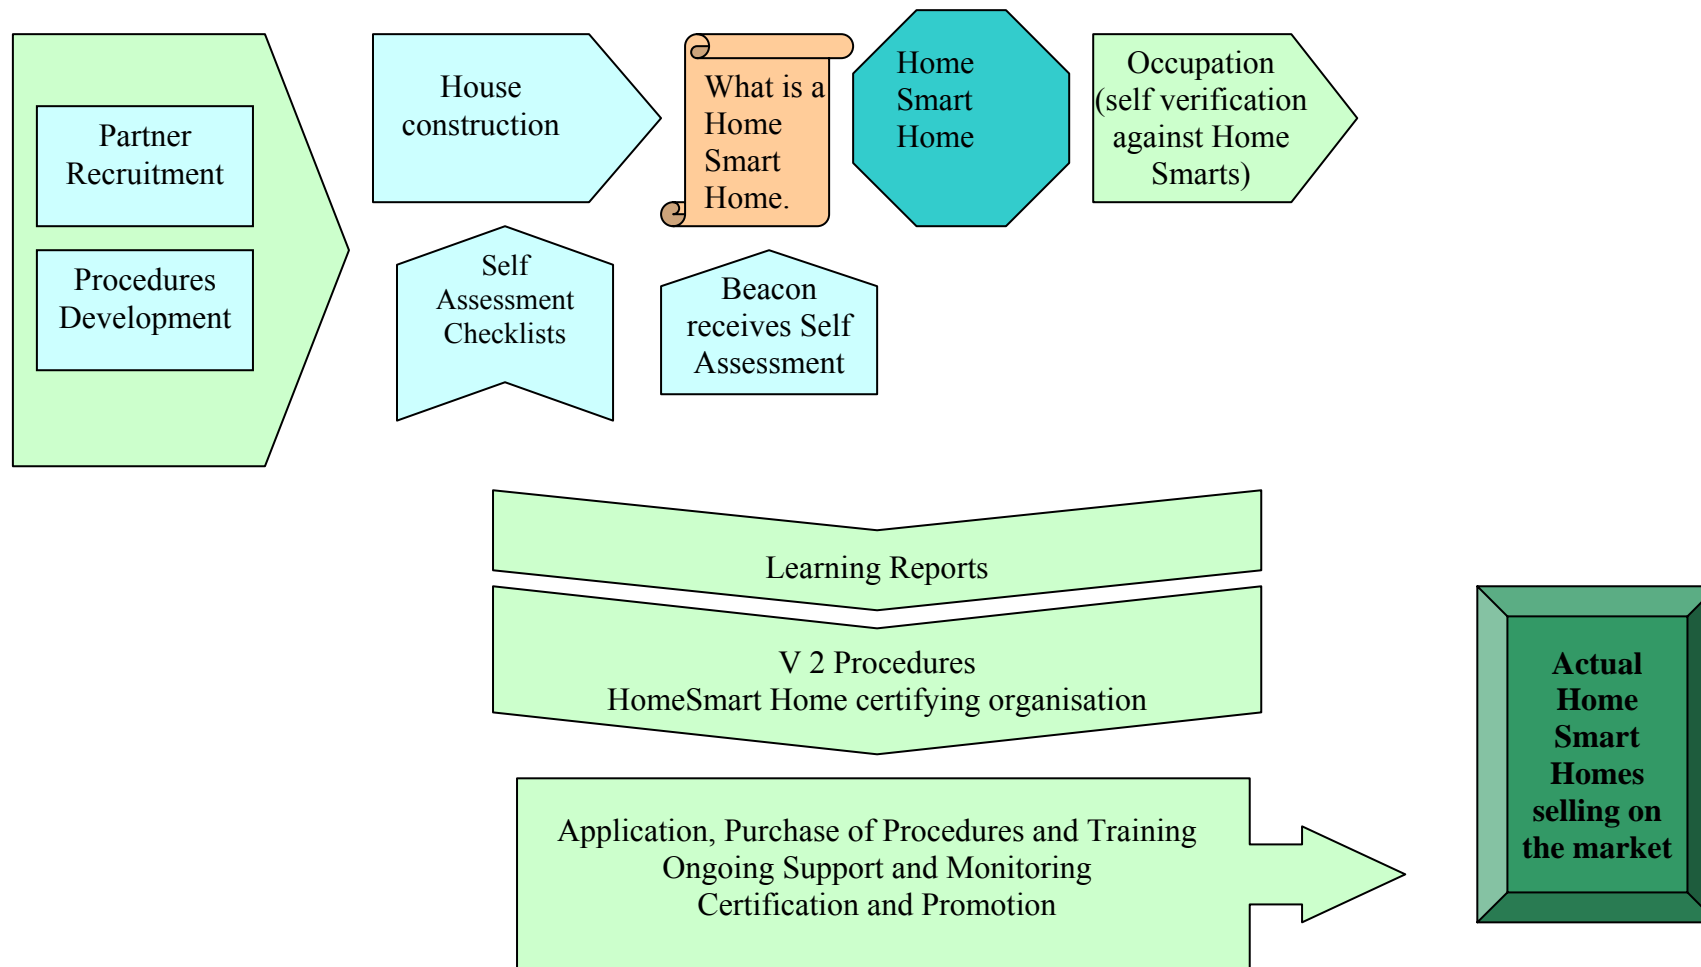 Partner
Recruitment
Procedures
Development
House
construction
What is a
Home
Smart
Home.
Home
Smart
Home
Occupation
(self verification
against Home
Smarts)
Self
Assessment
Checklists
Beacon
receives Self
Assessment
Learning Reports
V 2 Procedures
HomeSmart Home certifying organisation
Application, Purchase of Procedures and Training
Ongoing Support and Monitoring
Certification and Promotion
Actual
Home
Smart
Homes
selling on
the market